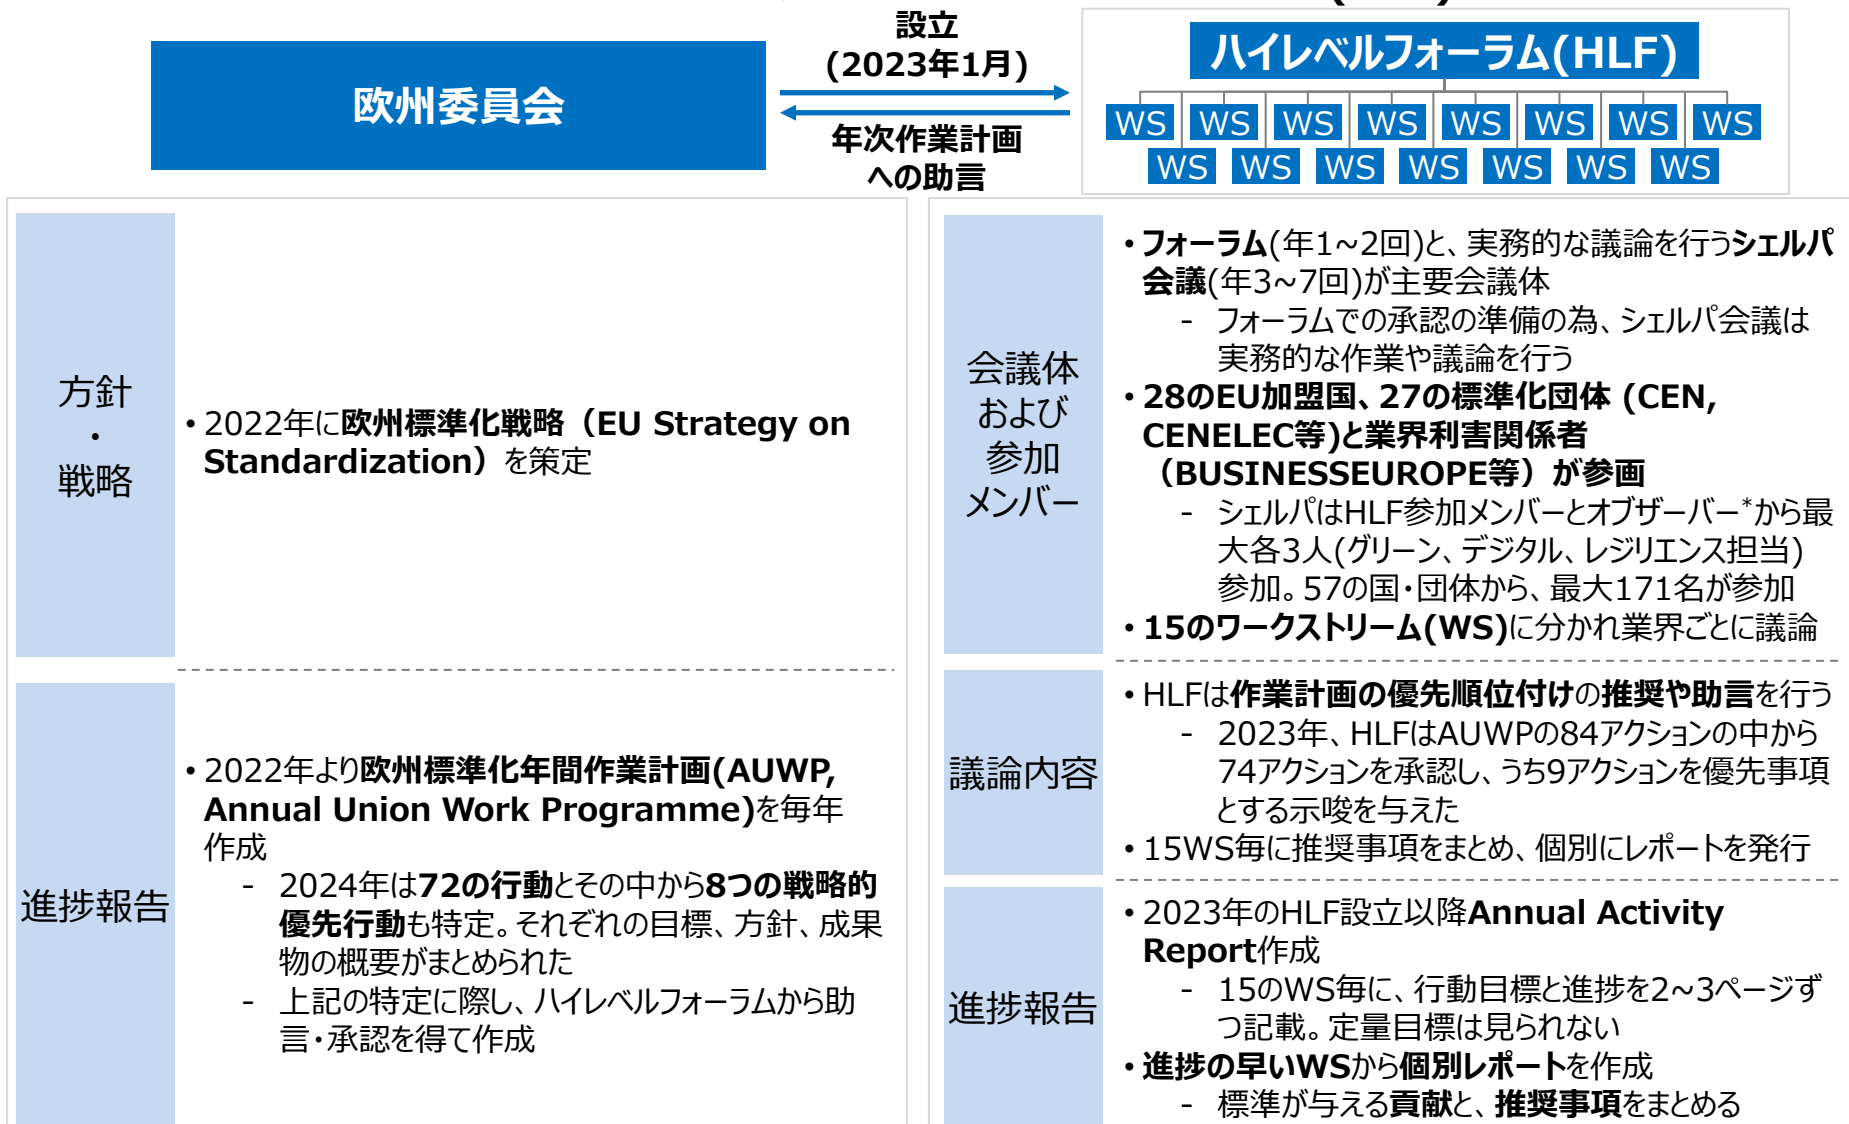 欧州委員会
設立
(2023年1月)
年次作業計画
への助言
ハイレベルフォーラム(HLF)
WS WS WS WS WS WS WS WS
WS WS WS WS WS WS WS
方針
・
戦略
• 2022年に欧州標準化戦略（EU Strategy on
Standardization）を策定
進捗報告
• 2022年より欧州標準化年間作業計画(AUWP,
Annual Union Work Programme)を毎年
作成
- 2024年は72の行動とその中から8つの戦略的
優先行動も特定。それぞれの目標、方針、成果
物の概要がまとめられた
- 上記の特定に際し、ハイレベルフォーラムから助
言・承認を得て作成
会議体
および
参加
メンバー
• フォーラム(年1~2回)と、実務的な議論を行うシェルパ
会議(年3~7回)が主要会議体
- フォーラムでの承認の準備の為、シェルパ会議は
実務的な作業や議論を行う
• 28のEU加盟国、27の標準化団体 (CEN,
CENELEC等)と業界利害関係者
（BUSINESSEUROPE等）が参画
- シェルパはHLF参加メンバーとオブザーバー*から最
大各3人(グリーン、デジタル、レジリエンス担当)
参加。57の国・団体から、最大171名が参加
• 15のワークストリーム(WS)に分かれ業界ごとに議論
議論内容
• HLFは作業計画の優先順位付けの推奨や助言を行う
- 2023年、HLFはAUWPの84アクションの中から
74アクションを承認し、うち9アクションを優先事項
とする示唆を与えた
• 15WS毎に推奨事項をまとめ、個別にレポートを発行
進捗報告
• 2023年のHLF設立以降Annual Activity
Report作成
- 15のWS毎に、行動目標と進捗を2~3ページず
つ記載。定量目標は見られない
• 進捗の早いWSから個別レポートを作成
- 標準が与える貢献と、推奨事項をまとめる